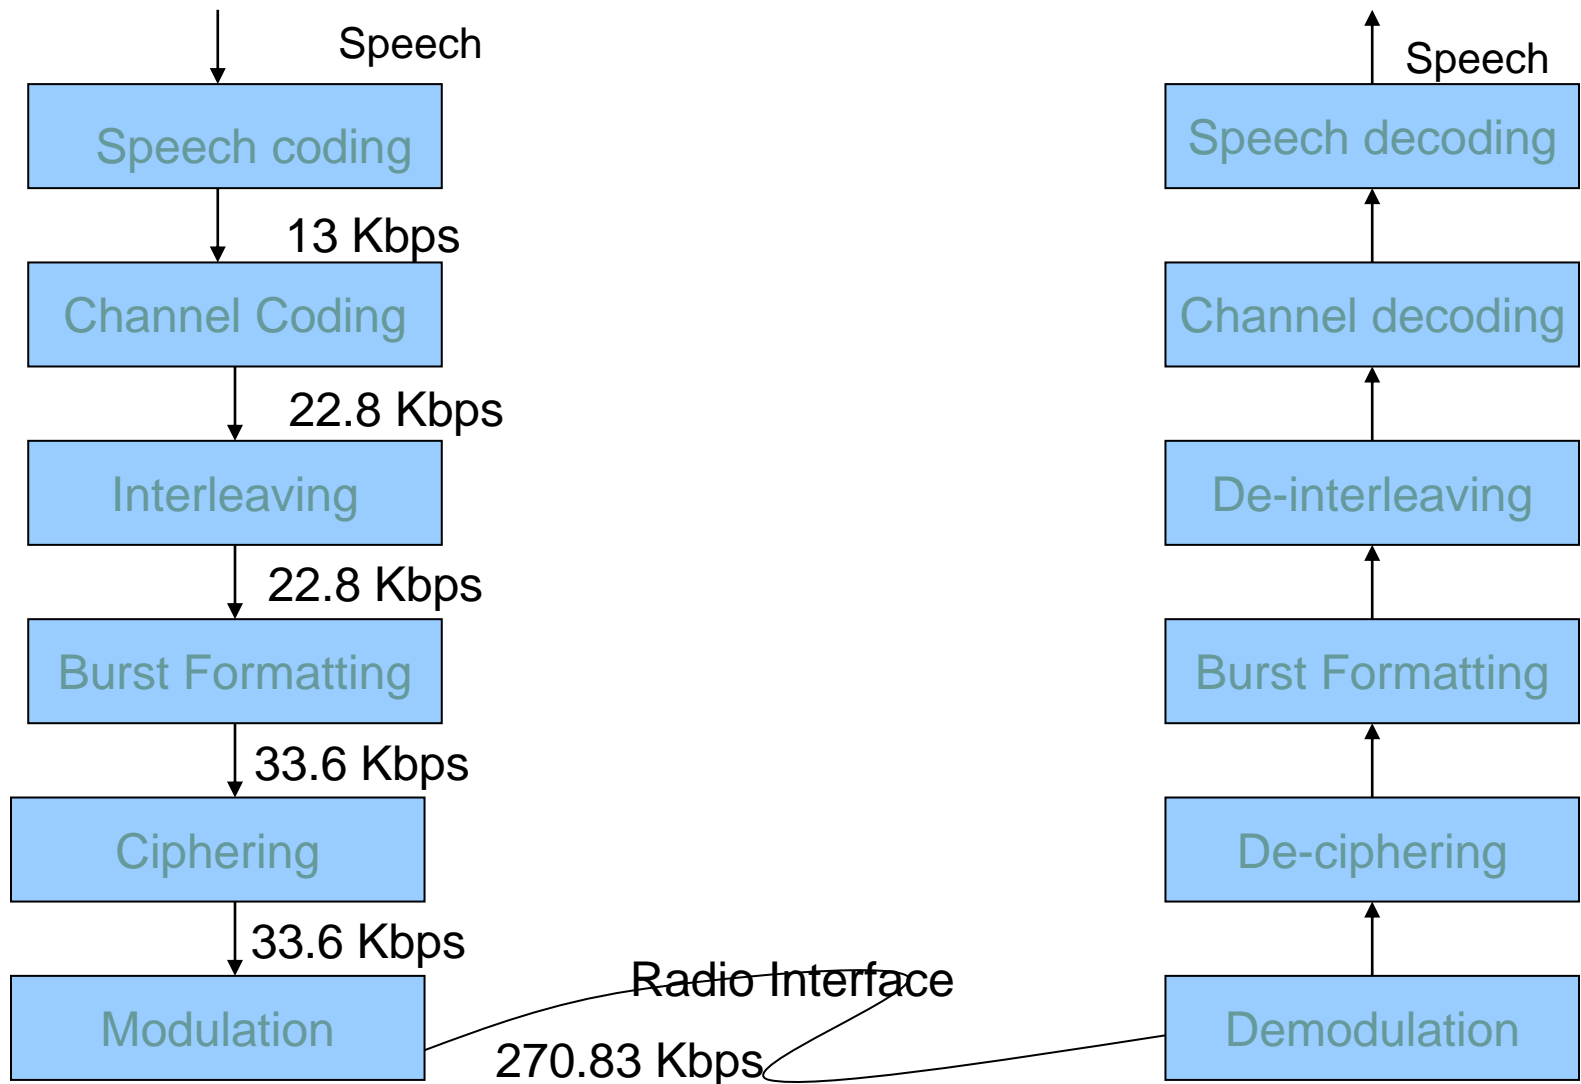 Speech
Speech coding
13 Kbps
Channel Coding
22.8 Kbps
Interleaving
22.8 Kbps
Burst Formatting
33.6 Kbps
Ciphering
33.6 Kbps
Modulation
Radio Interface
270.83 Kbps
Speech
Speech decoding
Channel decoding
De-interleaving
Burst Formatting
De-ciphering
Demodulation